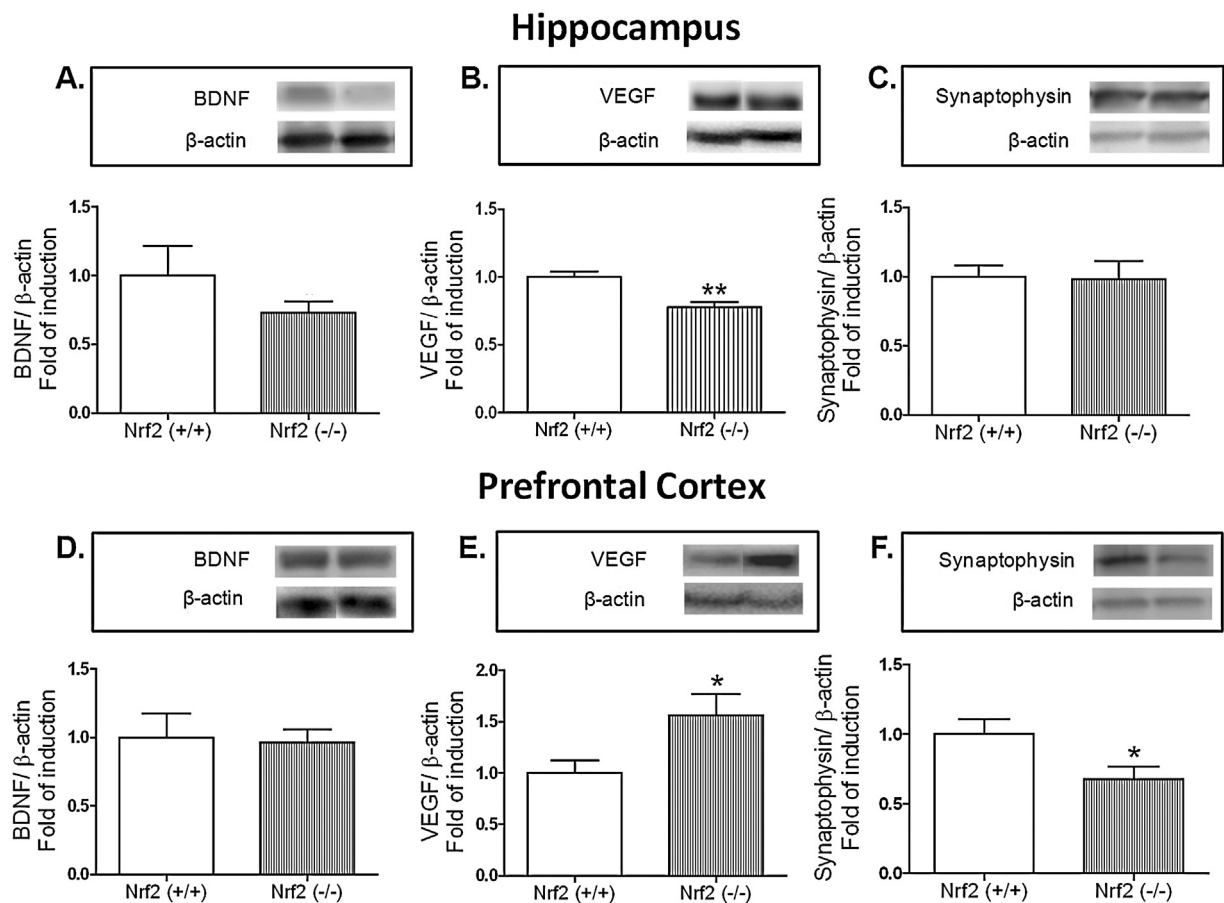 Hippocampus
A.
BDNF
β-actin
B.
VEGF
β-actin
C.
Synaptophysin
β-actin
BDNF/ β-actin
Fold of induction
1.5
1.0
0.5
0.0
Nrf2 (+/+) Nrf2 (-/-)
VEGF/ β-actin
Fold of induction
1.5
1.0
0.5
0.0
**
Nrf2 (+/+) Nrf2 (-/-)
Synaptophysin/ β-actin
Fold of induction
1.5
1.0
0.5
0.0
Nrf2 (+/+) Nrf2 (-/-)
Prefrontal Cortex
D.
BDNF
β-actin
E.
VEGF
β-actin
F.
Synaptophysin
β-actin
BDNF/ β-actin
Fold of induction
1.5
1.0
0.5
0.0
Nrf2 (+/+) Nrf2 (-/-)
VEGF/ β-actin
Fold of induction
2.0
1.5
1.0
0.5
0.0
*
Nrf2 (+/+) Nrf2 (-/-)
Synaptophysin/ β-actin
Fold of induction
1.5
1.0
0.5
0.0
*
Nrf2 (+/+) Nrf2 (-/-)